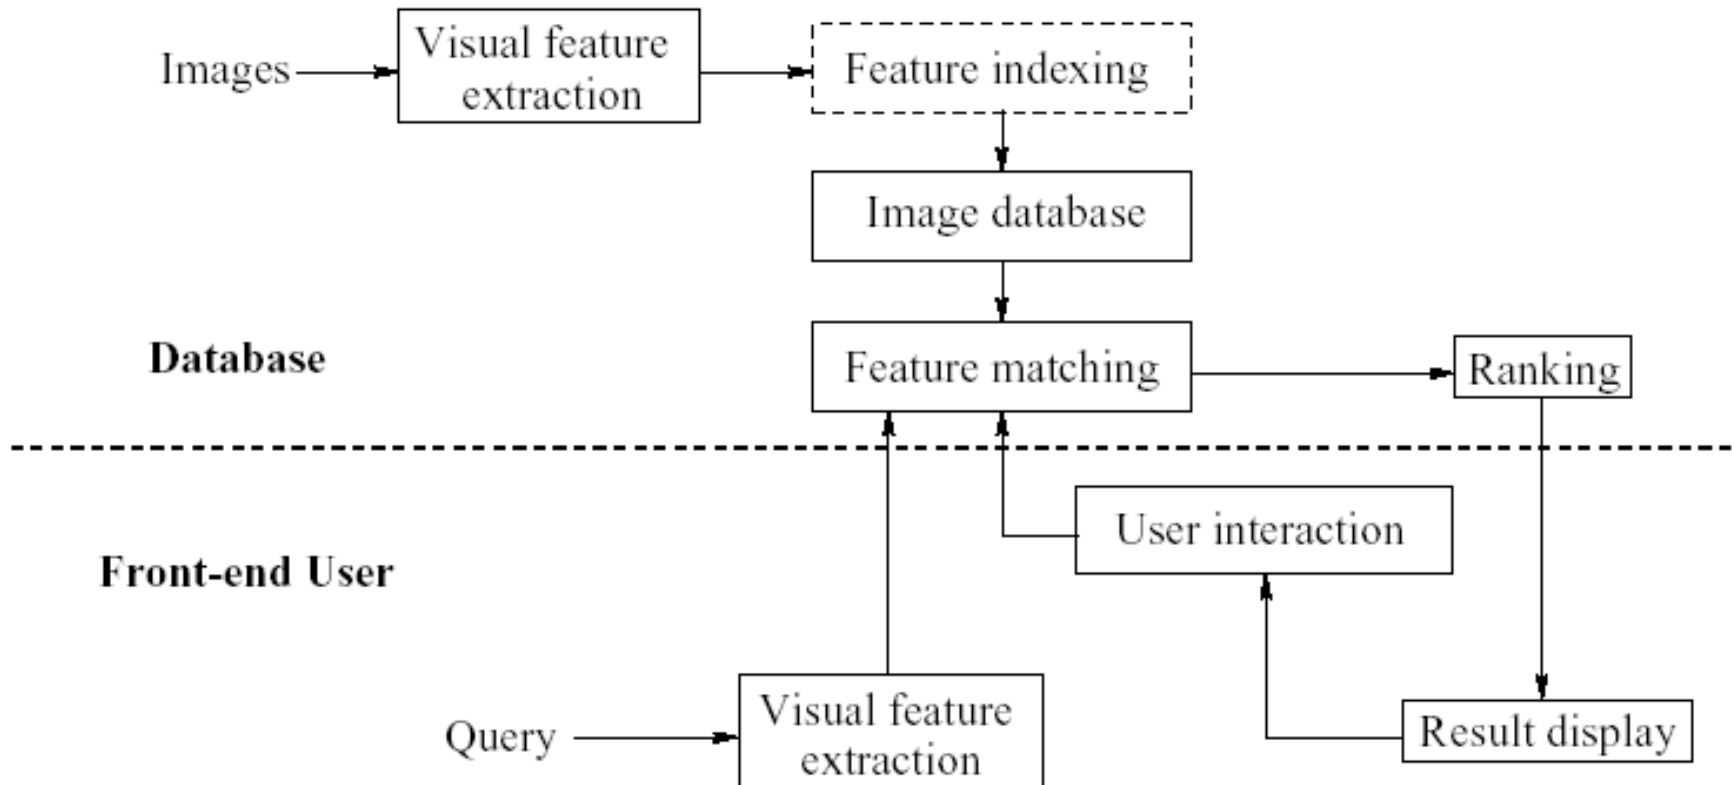 Images
Visual feature
extraction
Feature indexing
Image database
Database
Feature matching
Ranking
User interaction
Front-end User
Query
Visual feature
extraction
Result display